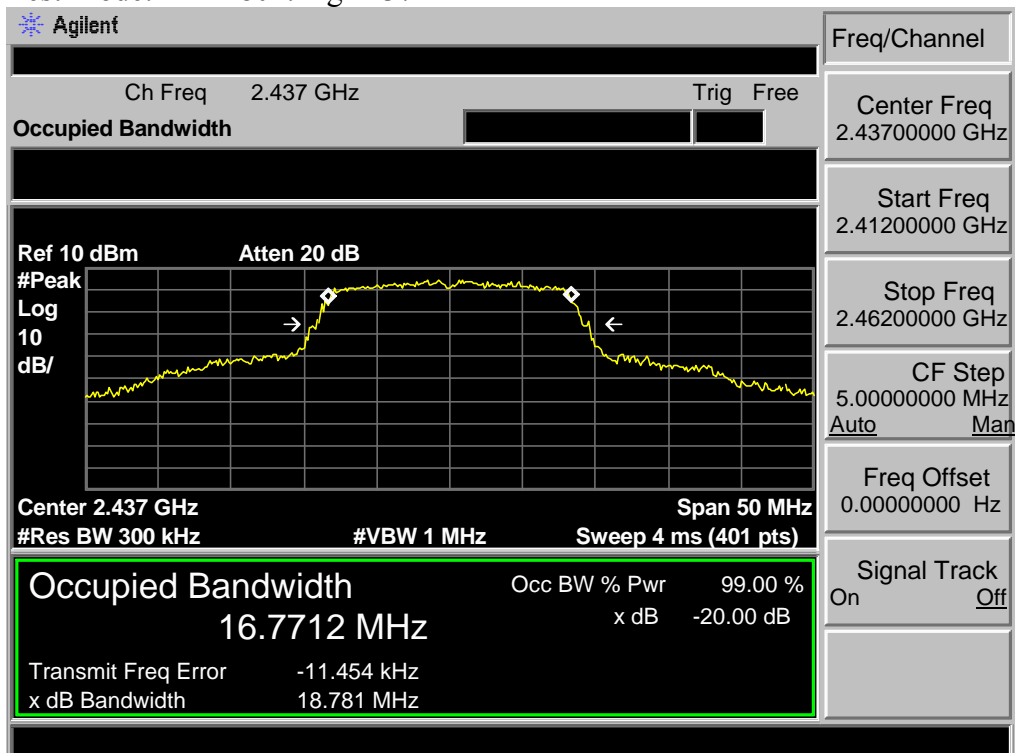 Agilent
Freq/Channel
Ch Freq 2.437 GHz Trig Free
Occupied Bandwidth
Center Freq
2.43700000 GHz
Start Freq
2.41200000 GHz
Stop Freq
2.46200000 GHz
CF Step
5.00000000 MHz
Auto Man
Freq Offset
0.00000000 Hz
Signal Track
On Off
Ref 10 dBm Atten 20 dB
#Peak
Log
10
dB/
Center 2.437 GHz Span 50 MHz
#Res BW 300 kHz #VBW 1 MHz Sweep 4 ms (401 pts)
Occupied Bandwidth Occ BW % Pwr 99.00 %
16.7712 MHz x dB -20.00 dB
Transmit Freq Error -11.454 kHz
x dB Bandwidth 18.781 MHz